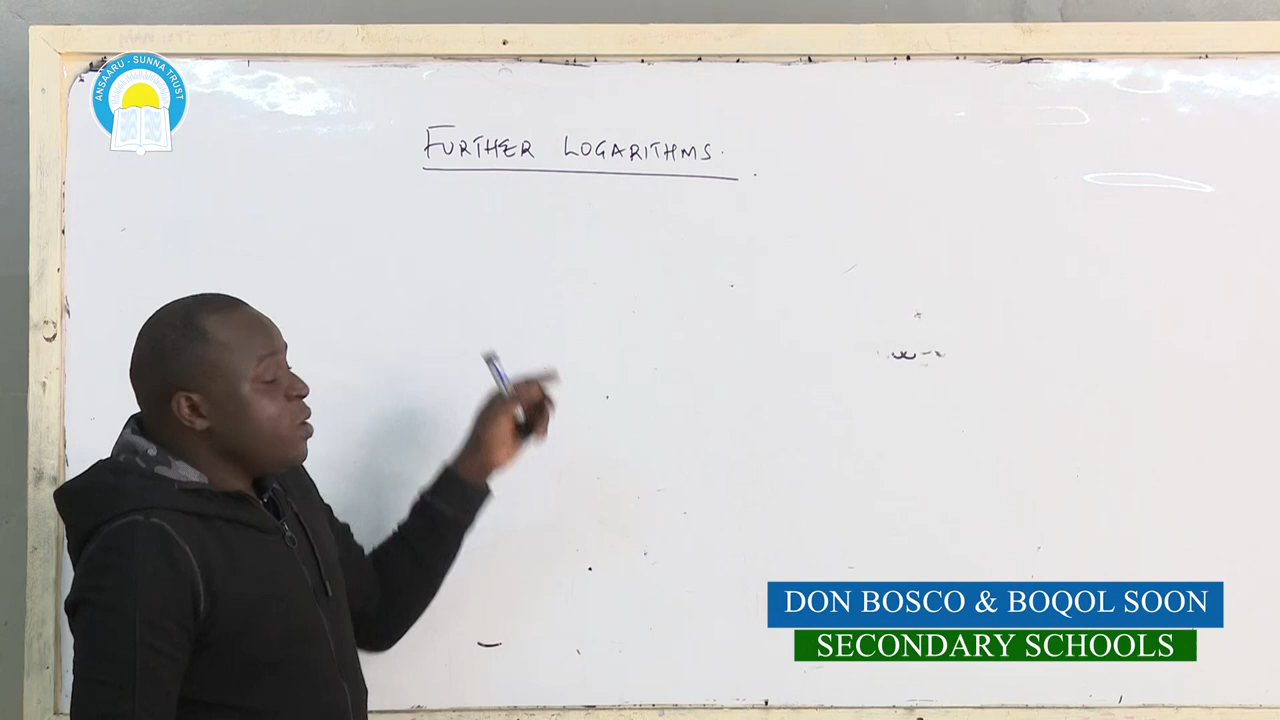 ANSAARU - SUNNA TRUST
FURTHER LOGARITHMS.
DON BOSCO & BOQOL SOON
SECONDARY SCHOOLS